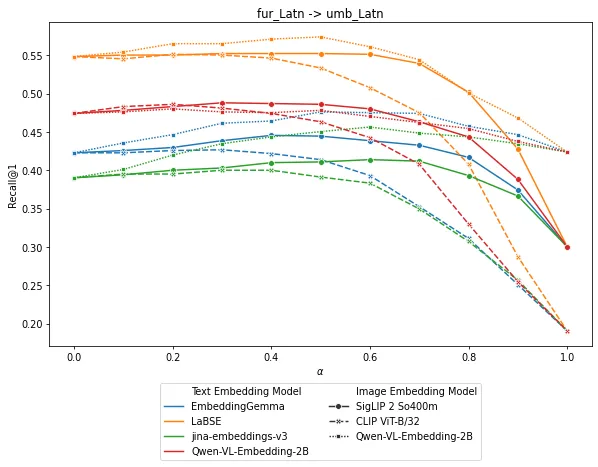 fur_Latn -> umb_Latn
Recall@1
0.55
0.50
0.45
0.40
0.35
0.30
0.25
0.20
0.0 0.2 0.4 0.6 0.8 1.0
α
Text Embedding Model
EmbeddingGemma
LaBSE
jina-embeddings-v3
Qwen-VL-Embedding-2B
Image Embedding Model
SigLIP 2 So400m
CLIP ViT-B/32
Qwen-VL-Embedding-2B